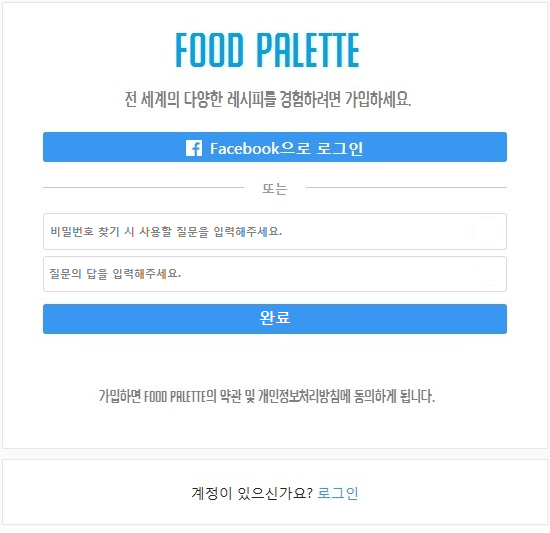 FOOD PALETTE
전 세계의 다양한 레시피를 경험하려면 가입하세요.
Facebook으로 로그인
또는
비밀번호 찾기 시 사용할 질문을 입력해주세요.
질문의 답을 입력해주세요.
완료
가입하면 FOOD PALETTE의 약관 및 개인정보처리방침에 동의하게 됩니다.
계정이 있으신가요? 로그인